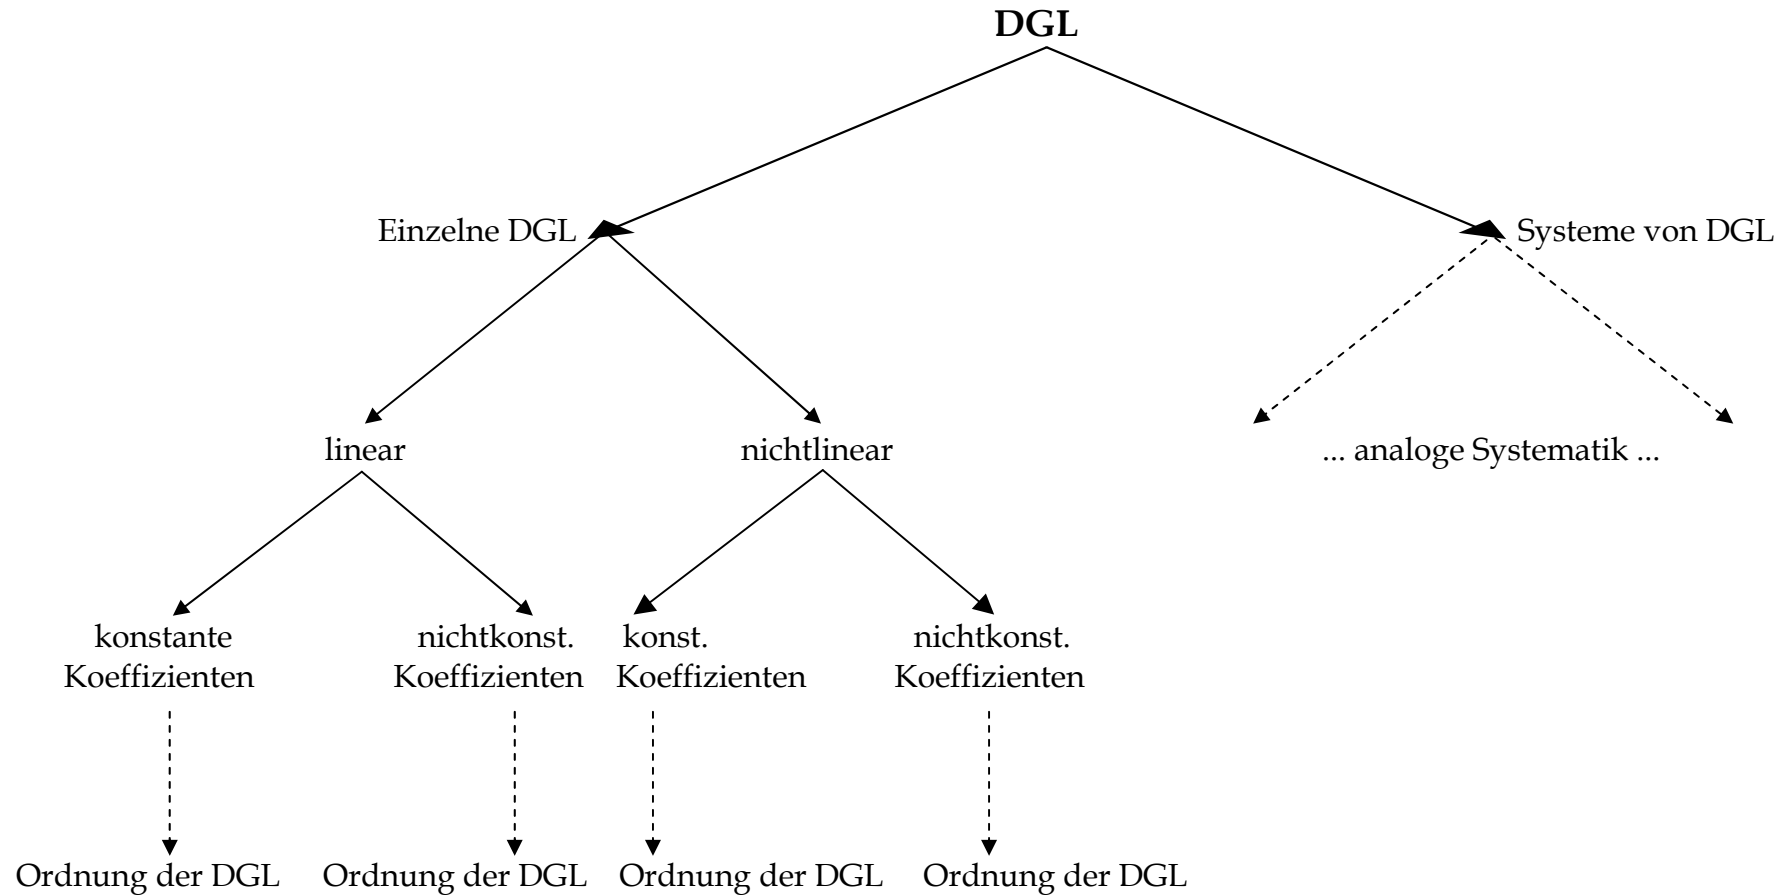 DGL
Einzelne DGL
Systeme von DGL
linear
nichtlinear
... analoge Systematik ...
konstante
Koeffizienten
nichtkonst.
Koeffizienten
konst.
Koeffizienten
nichtkonst.
Koeffizienten
Ordnung der DGL
Ordnung der DGL
Ordnung der DGL
Ordnung der DGL